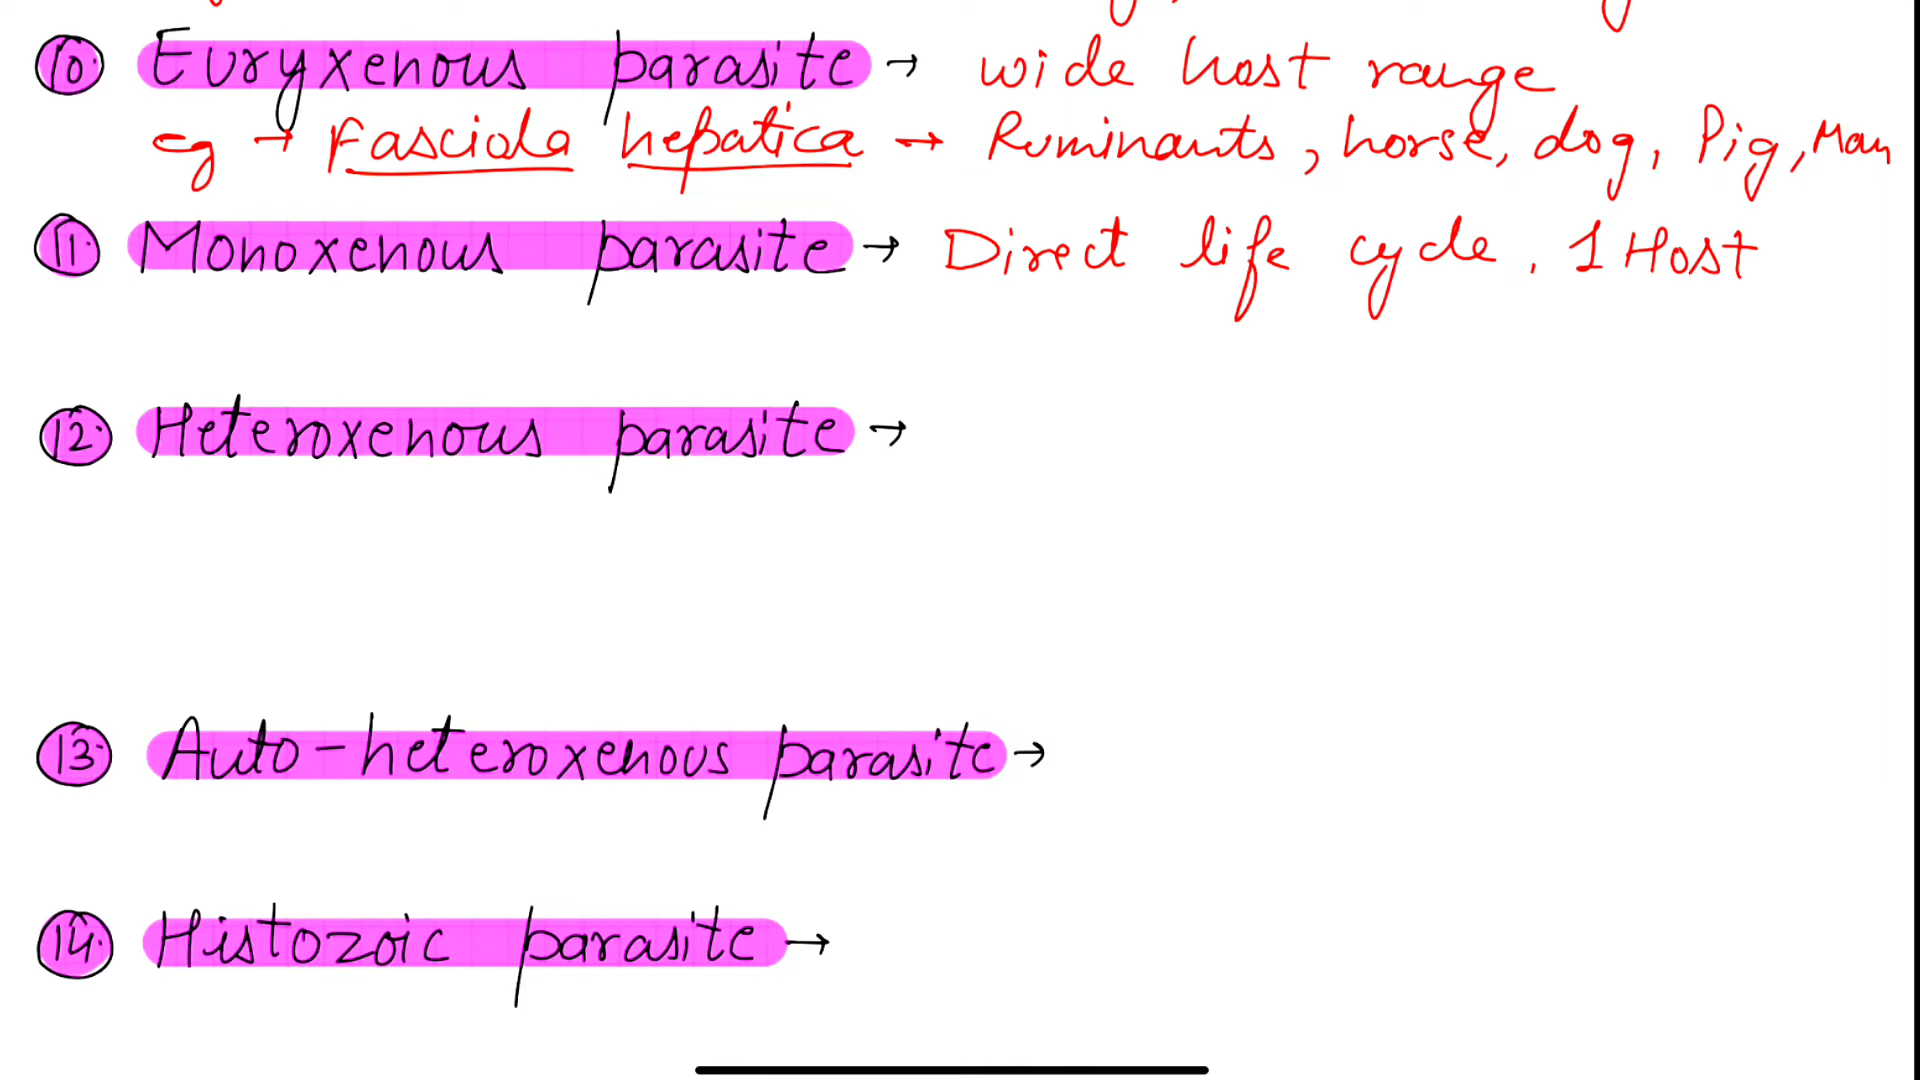 10. Euryxenous parasite → wide host range
eg → Fasciola hepatica → Ruminants, horse, dog, Pig, Man
11. Monoxenous parasite → Direct life cycle, 1 Host
12. Heteroxenous parasite →
13. Auto-heteroxenous parasite →
14. Histozoic parasite →